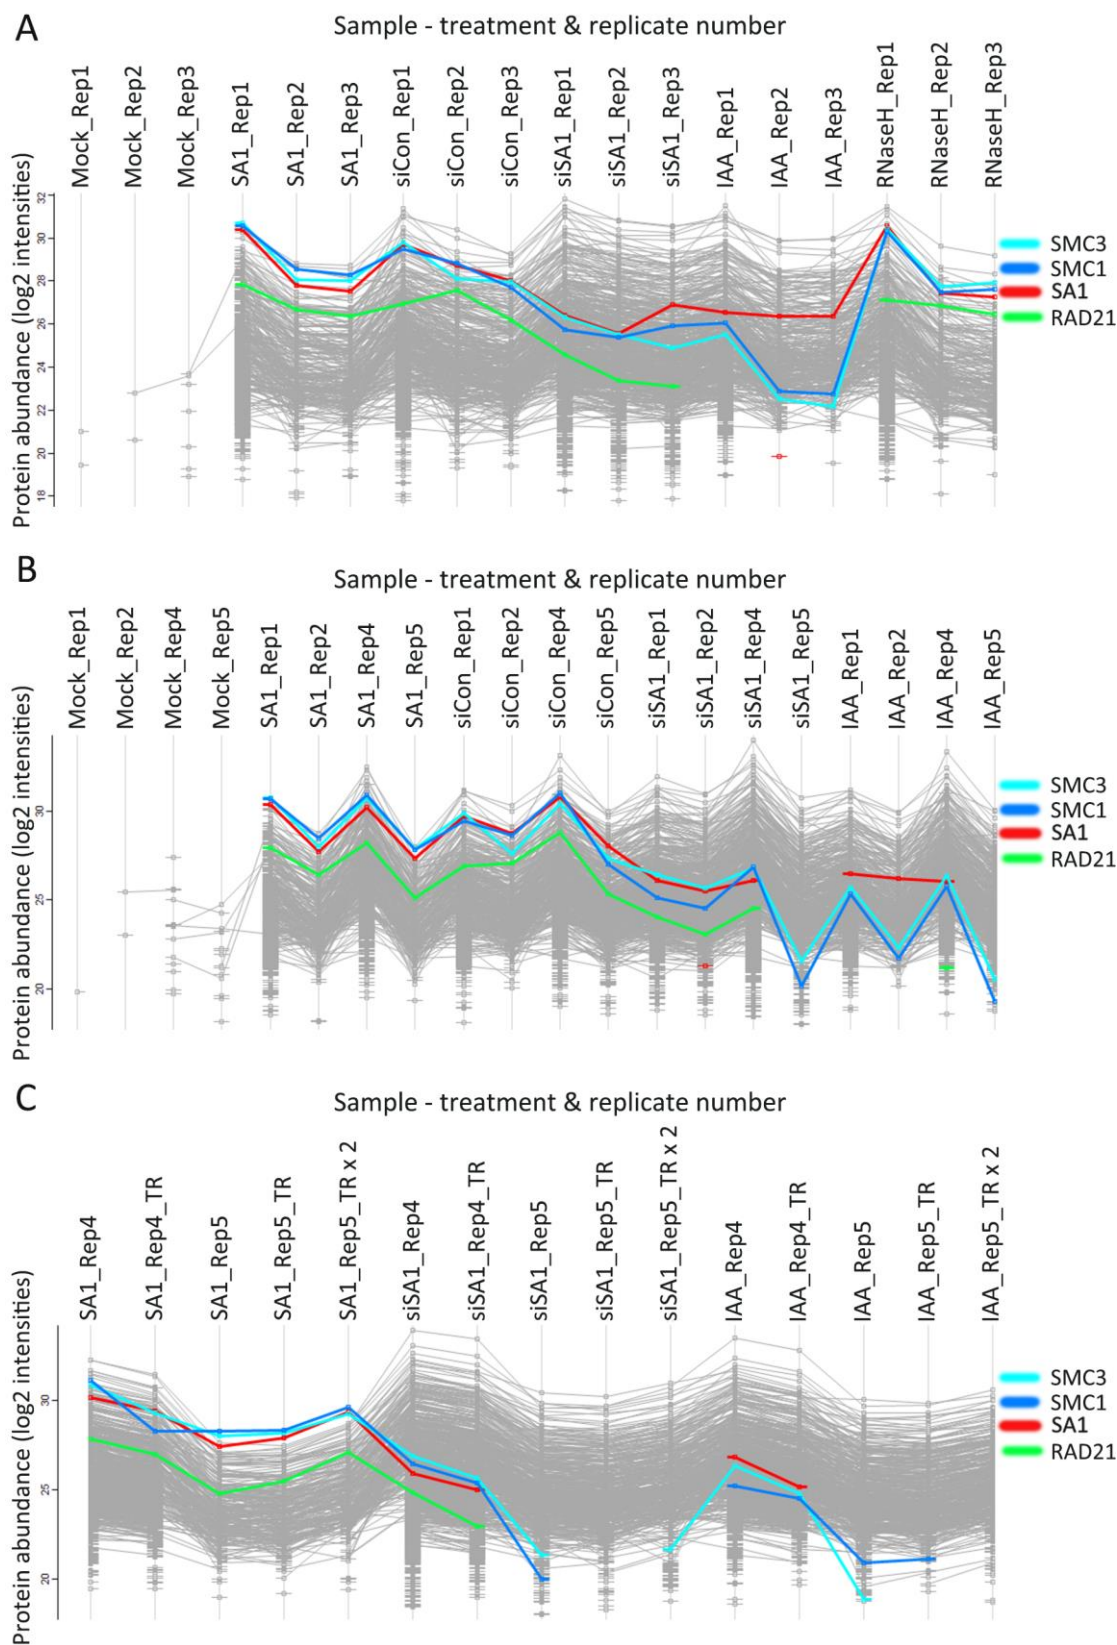 A
Sample - treatment & replicate number
Mock_Rep1
Mock_Rep2
Mock_Rep3
SA1_Rep1
SA1_Rep2
SA1_Rep3
siCon_Rep1
siCon_Rep2
siCon_Rep3
siSA1_Rep1
siSA1_Rep2
siSA1_Rep3
IAA_Rep1
IAA_Rep2
IAA_Rep3
RNaseH_Rep1
RNaseH_Rep2
RNaseH_Rep3
Protein abundance (log2 intensities)
32
30
28
26
24
22
20
18
SMC3
SMC1
SA1
RAD21
B
Sample - treatment & replicate number
Mock_Rep1
Mock_Rep2
Mock_Rep4
Mock_Rep5
SA1_Rep1
SA1_Rep2
SA1_Rep4
SA1_Rep5
siCon_Rep1
siCon_Rep2
siCon_Rep4
siCon_Rep5
siSA1_Rep1
siSA1_Rep2
siSA1_Rep4
siSA1_Rep5
IAA_Rep1
IAA_Rep2
IAA_Rep4
IAA_Rep5
Protein abundance (log2 intensities)
30
25
20
SMC3
SMC1
SA1
RAD21
C
Sample - treatment & replicate number
SA1_Rep4
SA1_Rep4_TR
SA1_Rep5
SA1_Rep5_TR
SA1_Rep5_TR x 2
siSA1_Rep4
siSA1_Rep4_TR
siSA1_Rep5
siSA1_Rep5_TR
siSA1_Rep5_TR x 2
IAA_Rep4
IAA_Rep4_TR
IAA_Rep5
IAA_Rep5_TR
IAA_Rep5_TR x 2
Protein abundance (log2 intensities)
30
25
20
SMC3
SMC1
SA1
RAD21